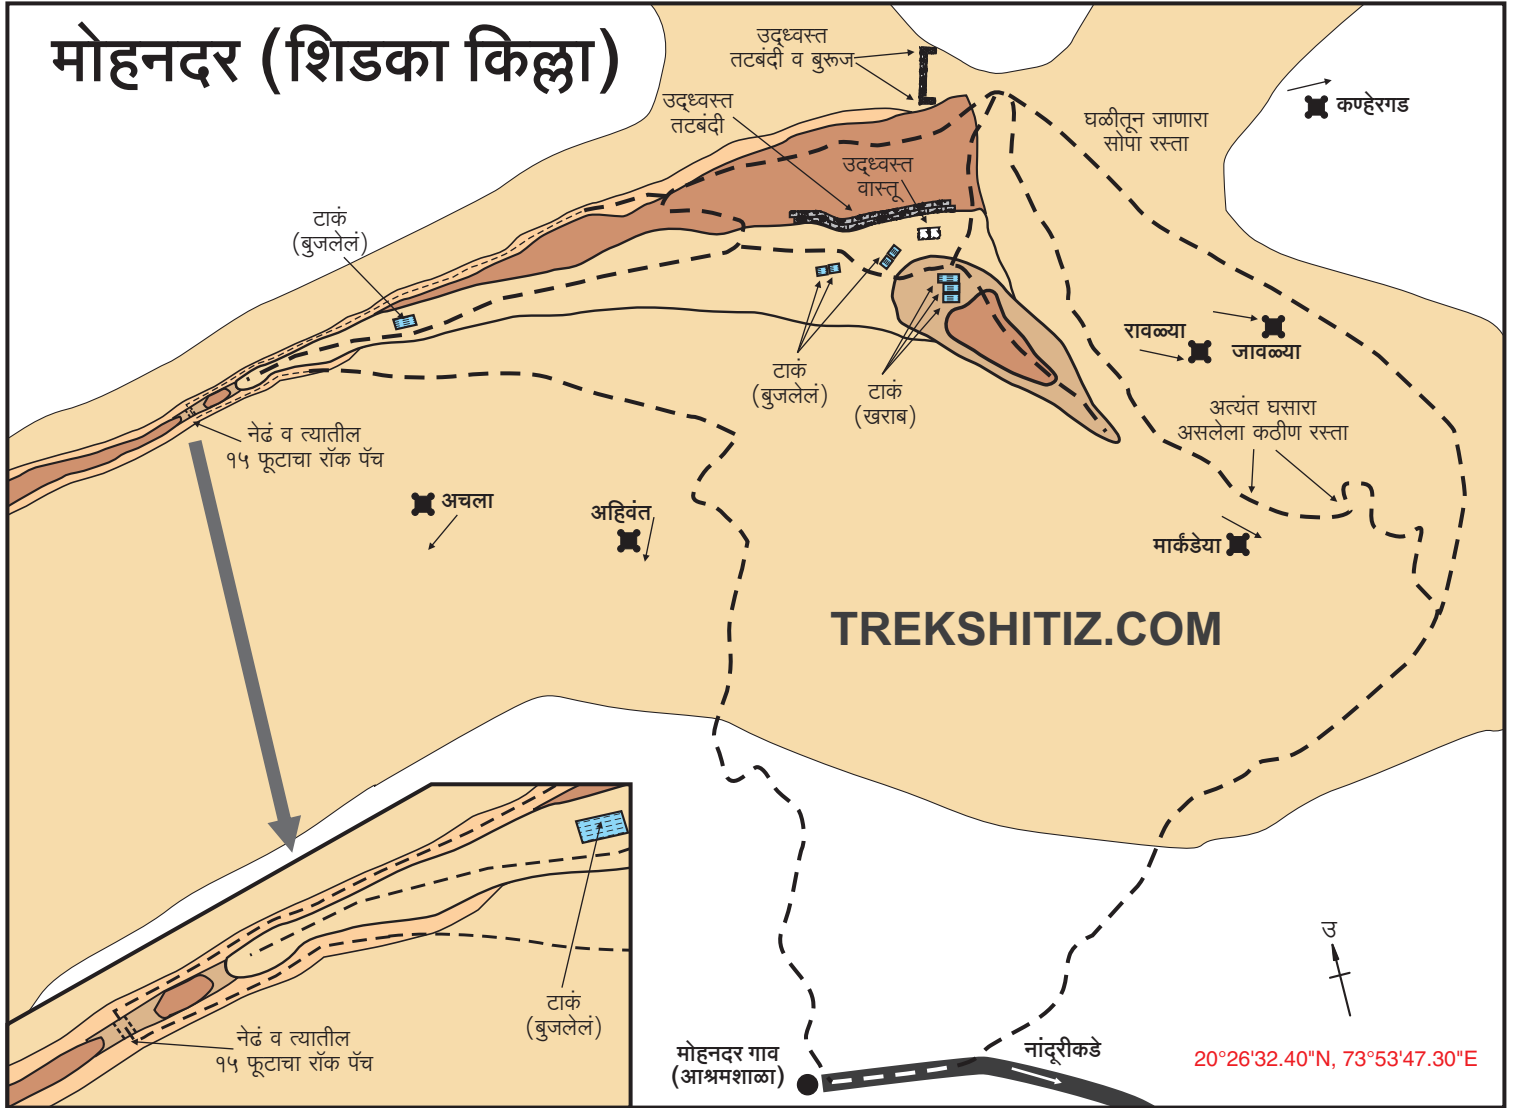 मोहनदर (शिडका किल्ला)
उद्ध्वस्त
तटबंदी व बुरूज
उद्ध्वस्त
तटबंदी
उद्ध्वस्त
वास्तू
घळीतून जाणारा
सोपा रस्ता
कण्हेरगड
टाकं
(बुजलेलं)
रावळ्या
जावळ्या
टाकं
(बुजलेलं)
टाकं
(खराब)
अत्यंत घसारा
असलेला कठीण रस्ता
नेढं व त्यातील
१५ फूटाचा रॉक पॅच
अचला
अहिवंत
मार्कंडेया
TREKSHITIZ.COM
टाकं
(बुजलेलं)
नेढं व त्यातील
१५ फूटाचा रॉक पॅच
उ
मोहनदर गाव
(आश्रमशाळा)
नांदूरीकडे
20°26'32.40"N, 73°53'47.30"E